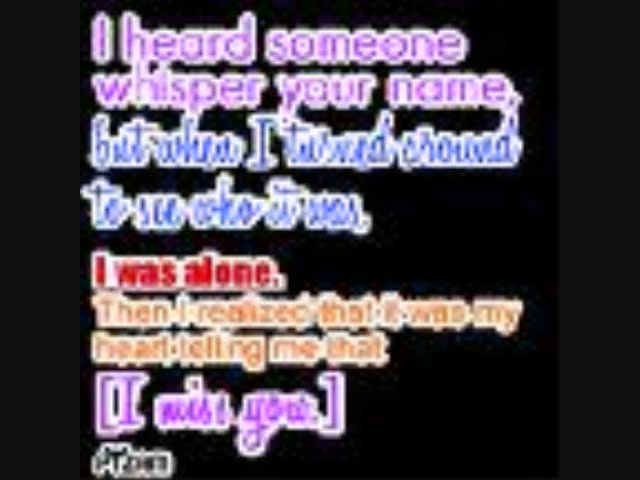 I heard someone
whisper your name,
but when I turned around
to see who it was,
I was alone.
Then I realized that it was my
heart telling me that
[I miss you.]